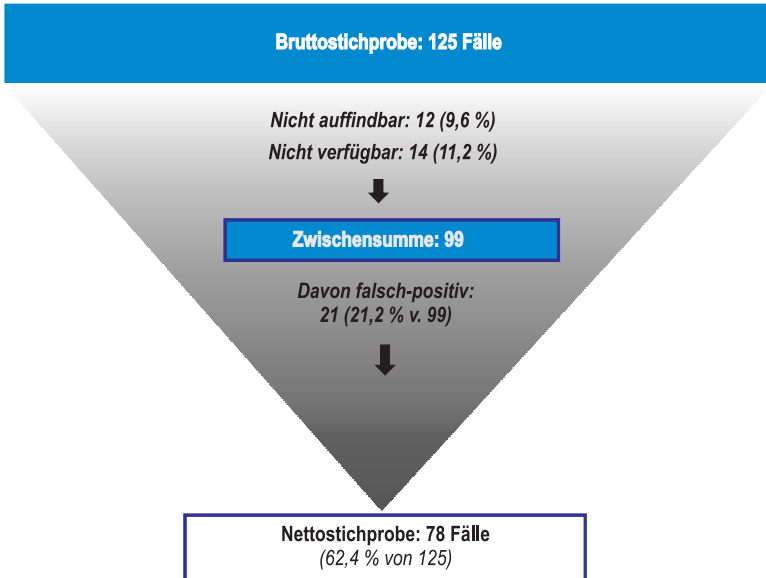 Bruttostichprobe: 125 Fälle
Nicht auffindbar: 12 (9,6 %)
Nicht verfügbar: 14 (11,2 %)
Zwischensumme: 99
Davon falsch-positiv:
21 (21,2 % v. 99)
Nettostichprobe: 78 Fälle
(62,4 % von 125)